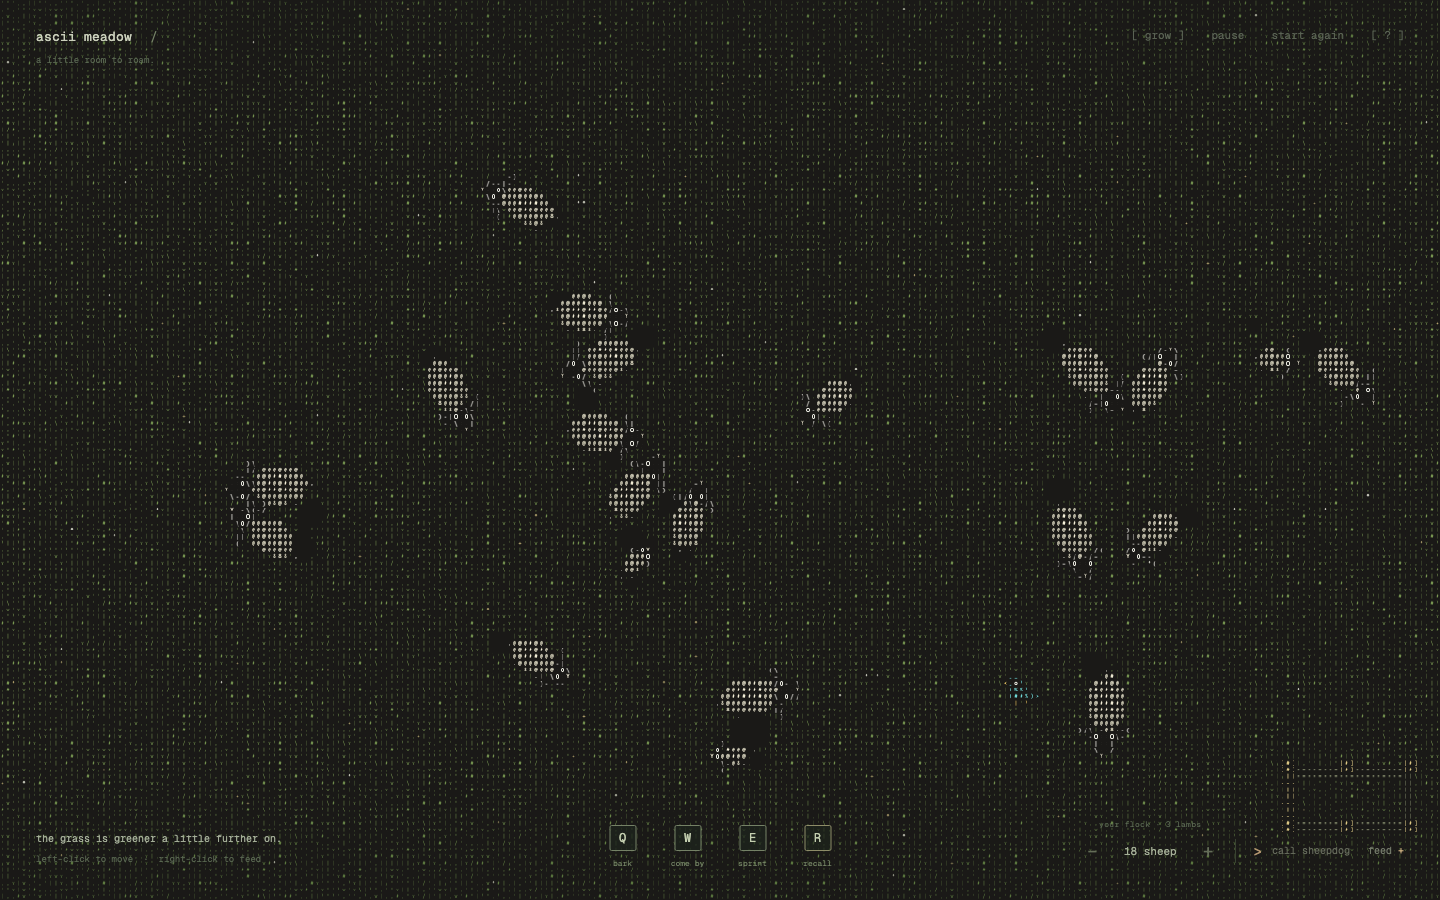 ascii meadow /
a little room to roam
[ grow ] pause start again [ ? ]
the grass is greener a little further on.
left-click to move · right-click to feed
Q W E R
bark come by sprint recall
your flock · 3 lambs
− 18 sheep +
> call sheepdog feed +